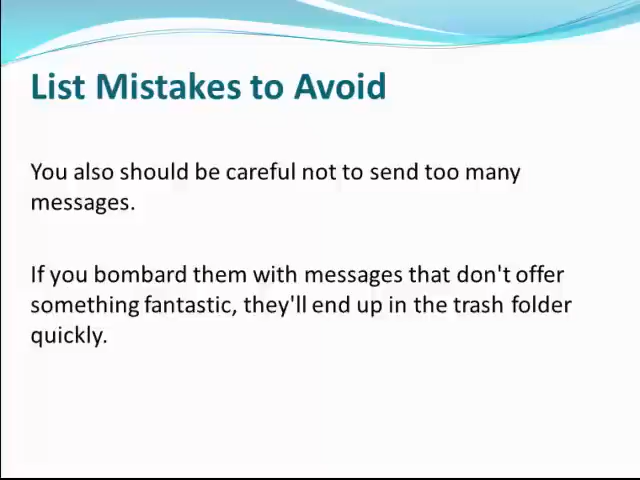 List Mistakes to Avoid
You also should be careful not to send too many
messages.
If you bombard them with messages that don't offer
something fantastic, they'll end up in the trash folder
quickly.